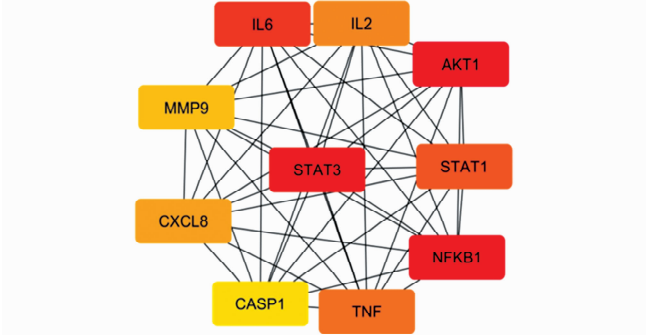 IL6
IL2
AKT1
MMP9
STAT3
STAT1
CXCL8
NFKB1
CASP1
TNF